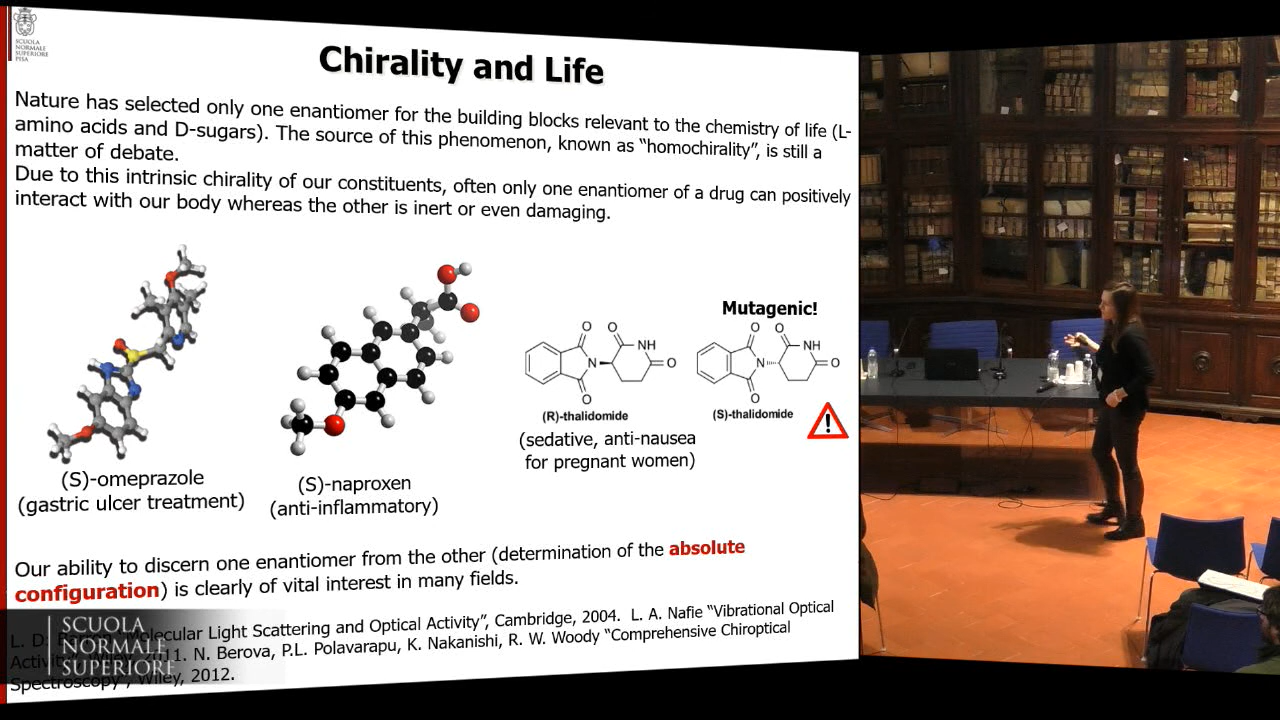 SCUOLA
NORMALE
SUPERIORE
PISA
Chirality and Life
Nature has selected only one enantiomer for the building blocks relevant to the chemistry of life (L-
amino acids and D-sugars). The source of this phenomenon, known as “homochirality”, is still a
matter of debate.
Due to this intrinsic chirality of our constituents, often only one enantiomer of a drug can positively
interact with our body whereas the other is inert or even damaging.
Mutagenic!
O O NH N O O
O O NH N O O
(R)-thalidomide
(S)-thalidomide
!
(sedative, anti-nausea
for pregnant women)
(S)-omeprazole
(gastric ulcer treatment)
(S)-naproxen
(anti-inflammatory)
Our ability to discern one enantiomer from the other (determination of the absolute
configuration) is clearly of vital interest in many fields.
L. D. "Molecular Light Scattering and Optical Activity”, Cambridge, 2004. L. A. Nafie “Vibrational Optical
Activity”, Wiley, 2011. N. Berova, P.L. Polavarapu, K. Nakanishi, R. W. Woody “Comprehensive Chiroptical
Spectroscopy”, Wiley, 2012.
SCUOLA
NORMALE
SUPERIORE